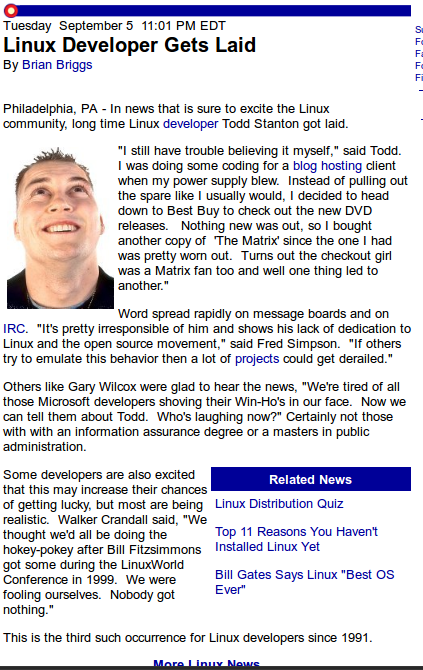 Tuesday September 5 11:01 PM EDT
Linux Developer Gets Laid
By Brian Briggs
Philadelphia, PA - In news that is sure to excite the Linux
community, long time Linux developer Todd Stanton got laid.
"I still have trouble believing it myself," said Todd.
I was doing some coding for a blog hosting client
when my power supply blew. Instead of pulling out
the spare like I usually would, I decided to head
down to Best Buy to check out the new DVD
releases. Nothing new was out, so I bought
another copy of 'The Matrix' since the one I had
was pretty worn out. Turns out the checkout girl
was a Matrix fan too and well one thing led to
another."
Word spread rapidly on message boards and on
IRC. "It's pretty irresponsible of him and shows his lack of dedication to
Linux and the open source movement," said Fred Simpson. "If others
try to emulate this behavior then a lot of projects could get derailed."
Others like Gary Wilcox were glad to hear the news, "We're tired of all
those Microsoft developers shoving their Win-Ho's in our face. Now we
can tell them about Todd. Who's laughing now?" Certainly not those
with with an information assurance degree or a masters in public
administration.
Some developers are also excited
that this may increase their chances
of getting lucky, but most are being
realistic. Walker Crandall said, "We
thought we'd all be doing the
hokey-pokey after Bill Fitzsimmons
got some during the LinuxWorld
Conference in 1999. We were
fooling ourselves. Nobody got
nothing."
Related News
Linux Distribution Quiz
Top 11 Reasons You Haven't
Installed Linux Yet
Bill Gates Says Linux "Best OS
Ever"
This is the third such occurrence for Linux developers since 1991.
More Linux News